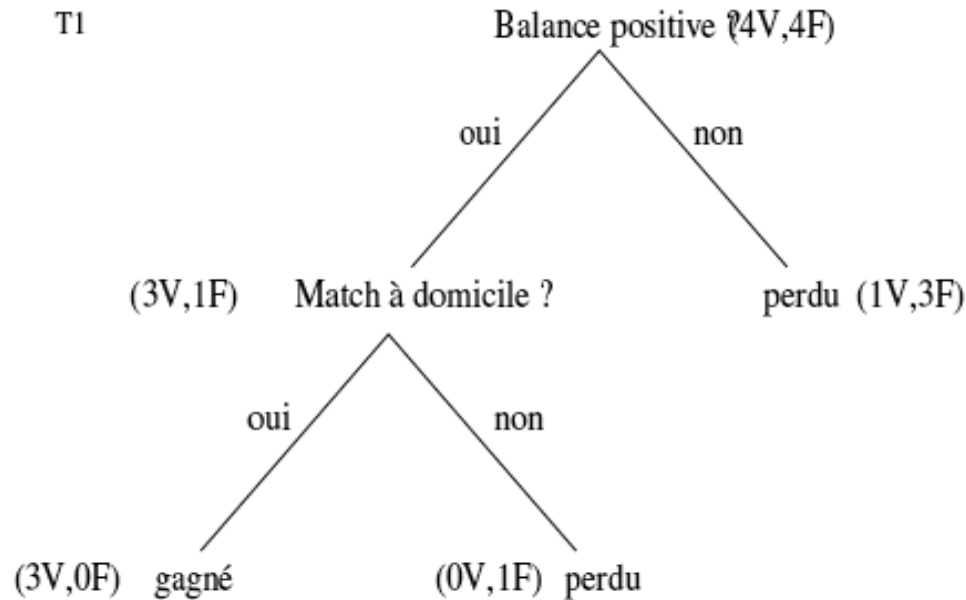 T1
Balance positive ?(4V,4F)
oui
non
(3V,1F) Match à domicile ?
perdu (1V,3F)
oui
non
(3V,0F) gagné
(0V,1F) perdu